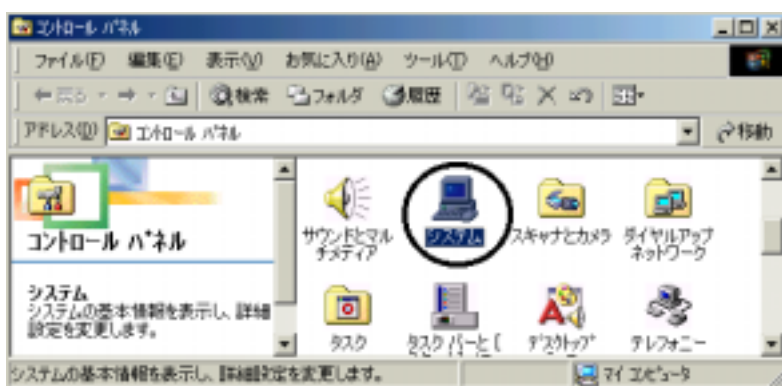 コントロール パネル
ファイル(F) 編集(E) 表示(V) お気に入り(A) ツール(T) ヘルプ(H)
戻る 検索 フォルダ 履歴
アドレス(D) コントロール パネル 移動
コントロール パネル
システム
システムの基本情報を表示し、詳細
設定を変更します。
サウンドとマル
チメディア
システム
スキャナとカメラ
ダイヤルアップ
ネットワーク
タスク
タスク バーと [
デスクトップ
テレフォニー
システムの基本情報を表示し、詳細設定を変更します。 マイ コンピュータ